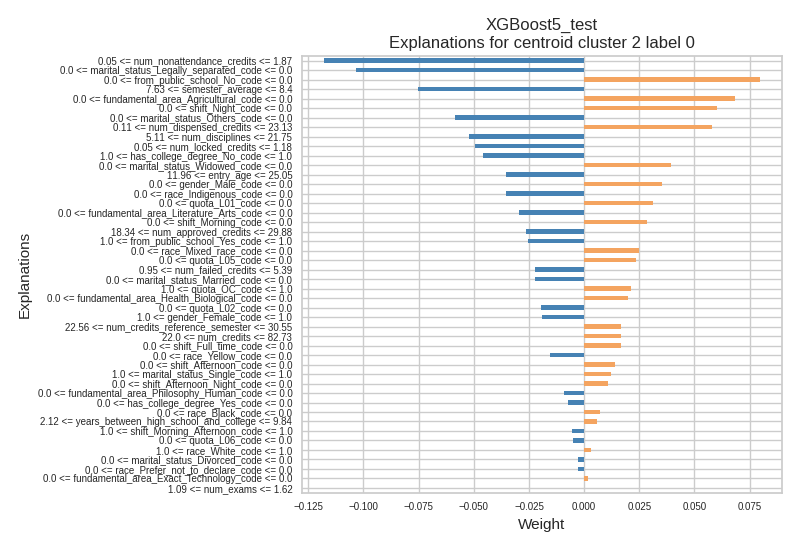 XGBoost5_test
Explanations for centroid cluster 2 label 0
0.05 <= num_nonattendance_credits <= 1.87
0.0 <= marital_status_Legally_separated_code <= 0.0
0.0 <= from_public_school_No_code <= 0.0
7.63 <= semester_average <= 8.4
0.0 <= fundamental_area_Agricultural_code <= 0.0
0.0 <= shift_Night_code <= 0.0
0.0 <= marital_status_Others_code <= 0.0
0.11 <= num_dispensed_credits <= 23.13
5.11 <= num_disciplines <= 21.75
0.05 <= num_locked_credits <= 1.18
1.0 <= has_college_degree_No_code <= 1.0
0.0 <= marital_status_Widowed_code <= 0.0
11.96 <= entry_age <= 25.05
0.0 <= gender_Male_code <= 0.0
0.0 <= race_Indigenous_code <= 0.0
0.0 <= quota_L01_code <= 0.0
0.0 <= fundamental_area_Literature_Arts_code <= 0.0
0.0 <= shift_Morning_code <= 0.0
18.34 <= num_approved_credits <= 29.88
1.0 <= from_public_school_Yes_code <= 1.0
0.0 <= race_Mixed_race_code <= 0.0
0.0 <= quota_L05_code <= 0.0
0.95 <= num_failed_credits <= 5.39
0.0 <= marital_status_Married_code <= 0.0
1.0 <= quota_OC_code <= 1.0
0.0 <= fundamental_area_Health_Biological_code <= 0.0
0.0 <= quota_L02_code <= 0.0
1.0 <= gender_Female_code <= 1.0
22.56 <= num_credits_reference_semester <= 30.55
22.0 <= num_credits <= 82.73
0.0 <= shift_Full_time_code <= 0.0
0.0 <= race_Yellow_code <= 0.0
0.0 <= shift_Afternoon_code <= 0.0
1.0 <= marital_status_Single_code <= 1.0
0.0 <= shift_Afternoon_Night_code <= 0.0
0.0 <= fundamental_area_Philosophy_Human_code <= 0.0
0.0 <= has_college_degree_Yes_code <= 0.0
0.0 <= race_Black_code <= 0.0
2.12 <= years_between_high_school_and_college <= 9.84
1.0 <= shift_Morning_Afternoon_code <= 1.0
0.0 <= quota_L06_code <= 0.0
1.0 <= race_White_code <= 1.0
0.0 <= marital_status_Divorced_code <= 0.0
0.0 <= race_Prefer_not_to_declare_code <= 0.0
0.0 <= fundamental_area_Exact_Technology_code <= 0.0
1.09 <= num_exams <= 1.62
Explanations
−0.125 −0.100 −0.075 −0.050 −0.025 0.000 0.025 0.050 0.075
Weight